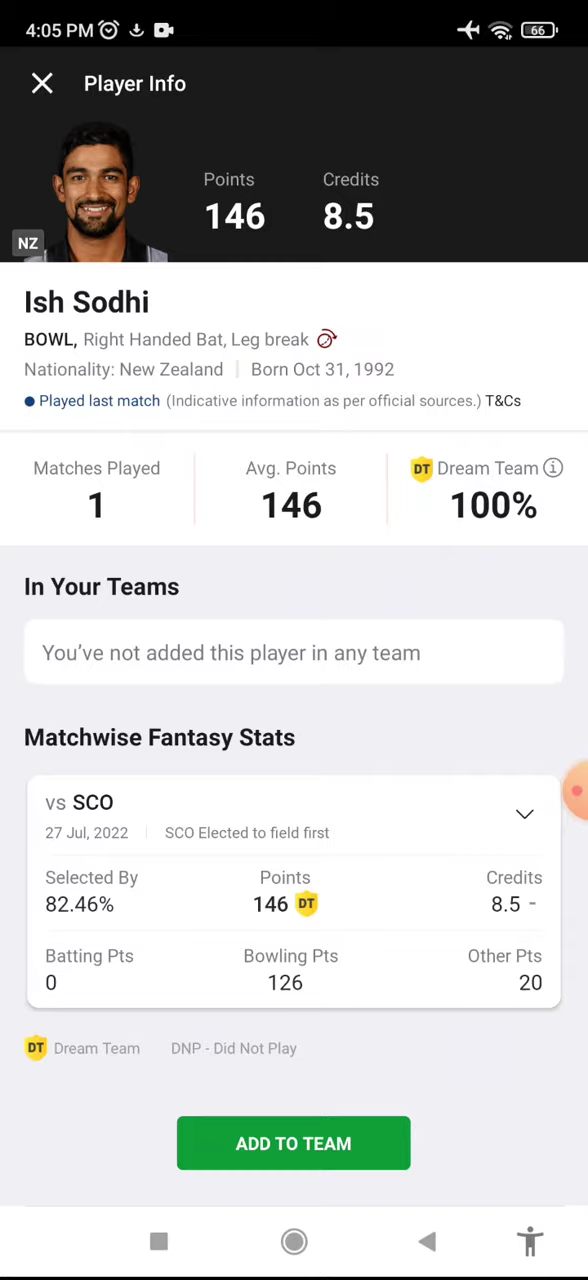 4:05 PM 66
Player Info
Points Credits
146 8.5
NZ
Ish Sodhi
BOWL, Right Handed Bat, Leg break
Nationality: New Zealand Born Oct 31, 1992
Played last match (Indicative information as per official sources.) T&Cs
Matches Played Avg. Points DT Dream Team i
1 146 100%
In Your Teams
You've not added this player in any team
Matchwise Fantasy Stats
vs SCO
27 Jul, 2022 SCO Elected to field first
Selected By Points Credits
82.46% 146 DT 8.5 -
Batting Pts Bowling Pts Other Pts
0 126 20
DT Dream Team DNP - Did Not Play
ADD TO TEAM